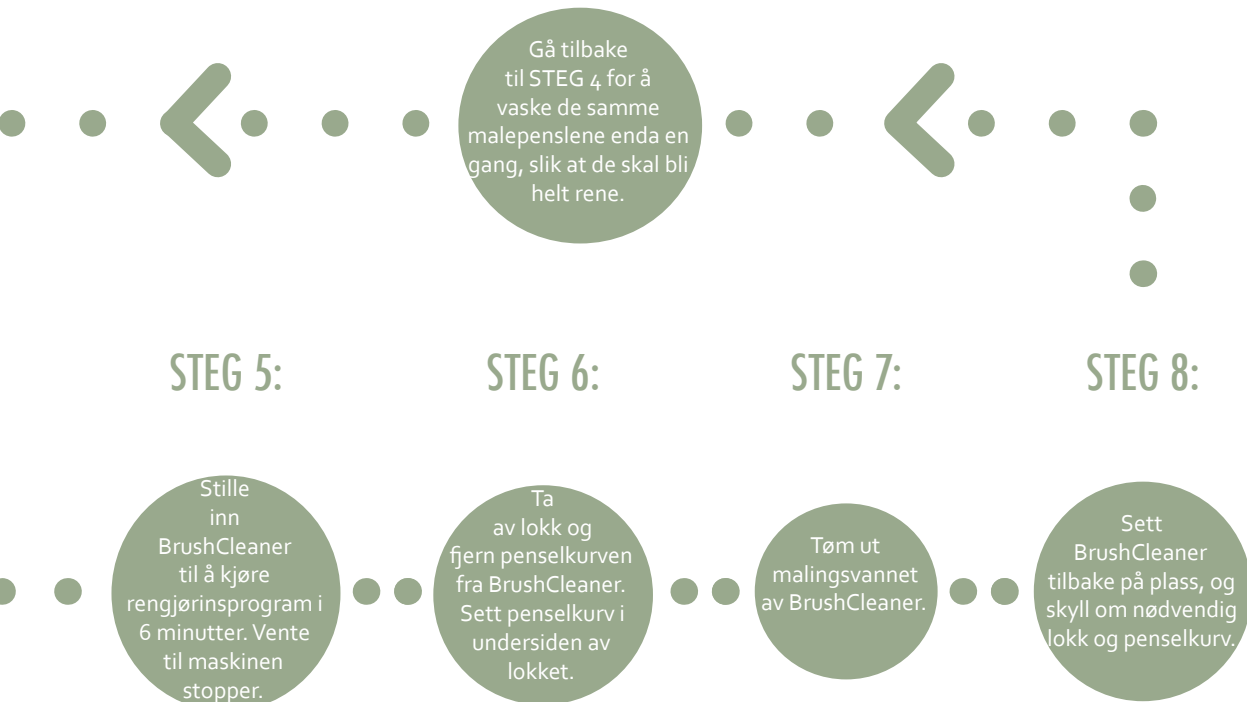 Gå tilbake
til STEG 4 for å
vaske de samme
malepenslene enda en
gang, slik at de skal bli
helt rene.
STEG 5:
STEG 6:
STEG 7:
STEG 8:
Stille
inn
BrushCleaner
til å kjøre
rengjørinsprogram i
6 minutter. Vente
til maskinen
stopper.
Ta
av lokk og
fjern penselkurven
fra BrushCleaner.
Sett penselkurv i
undersiden av
lokket.
Tøm ut
malingsvannet
av BrushCleaner.
Sett
BrushCleaner
tilbake på plass, og
skyll om nødvendig
lokk og penselkurv.